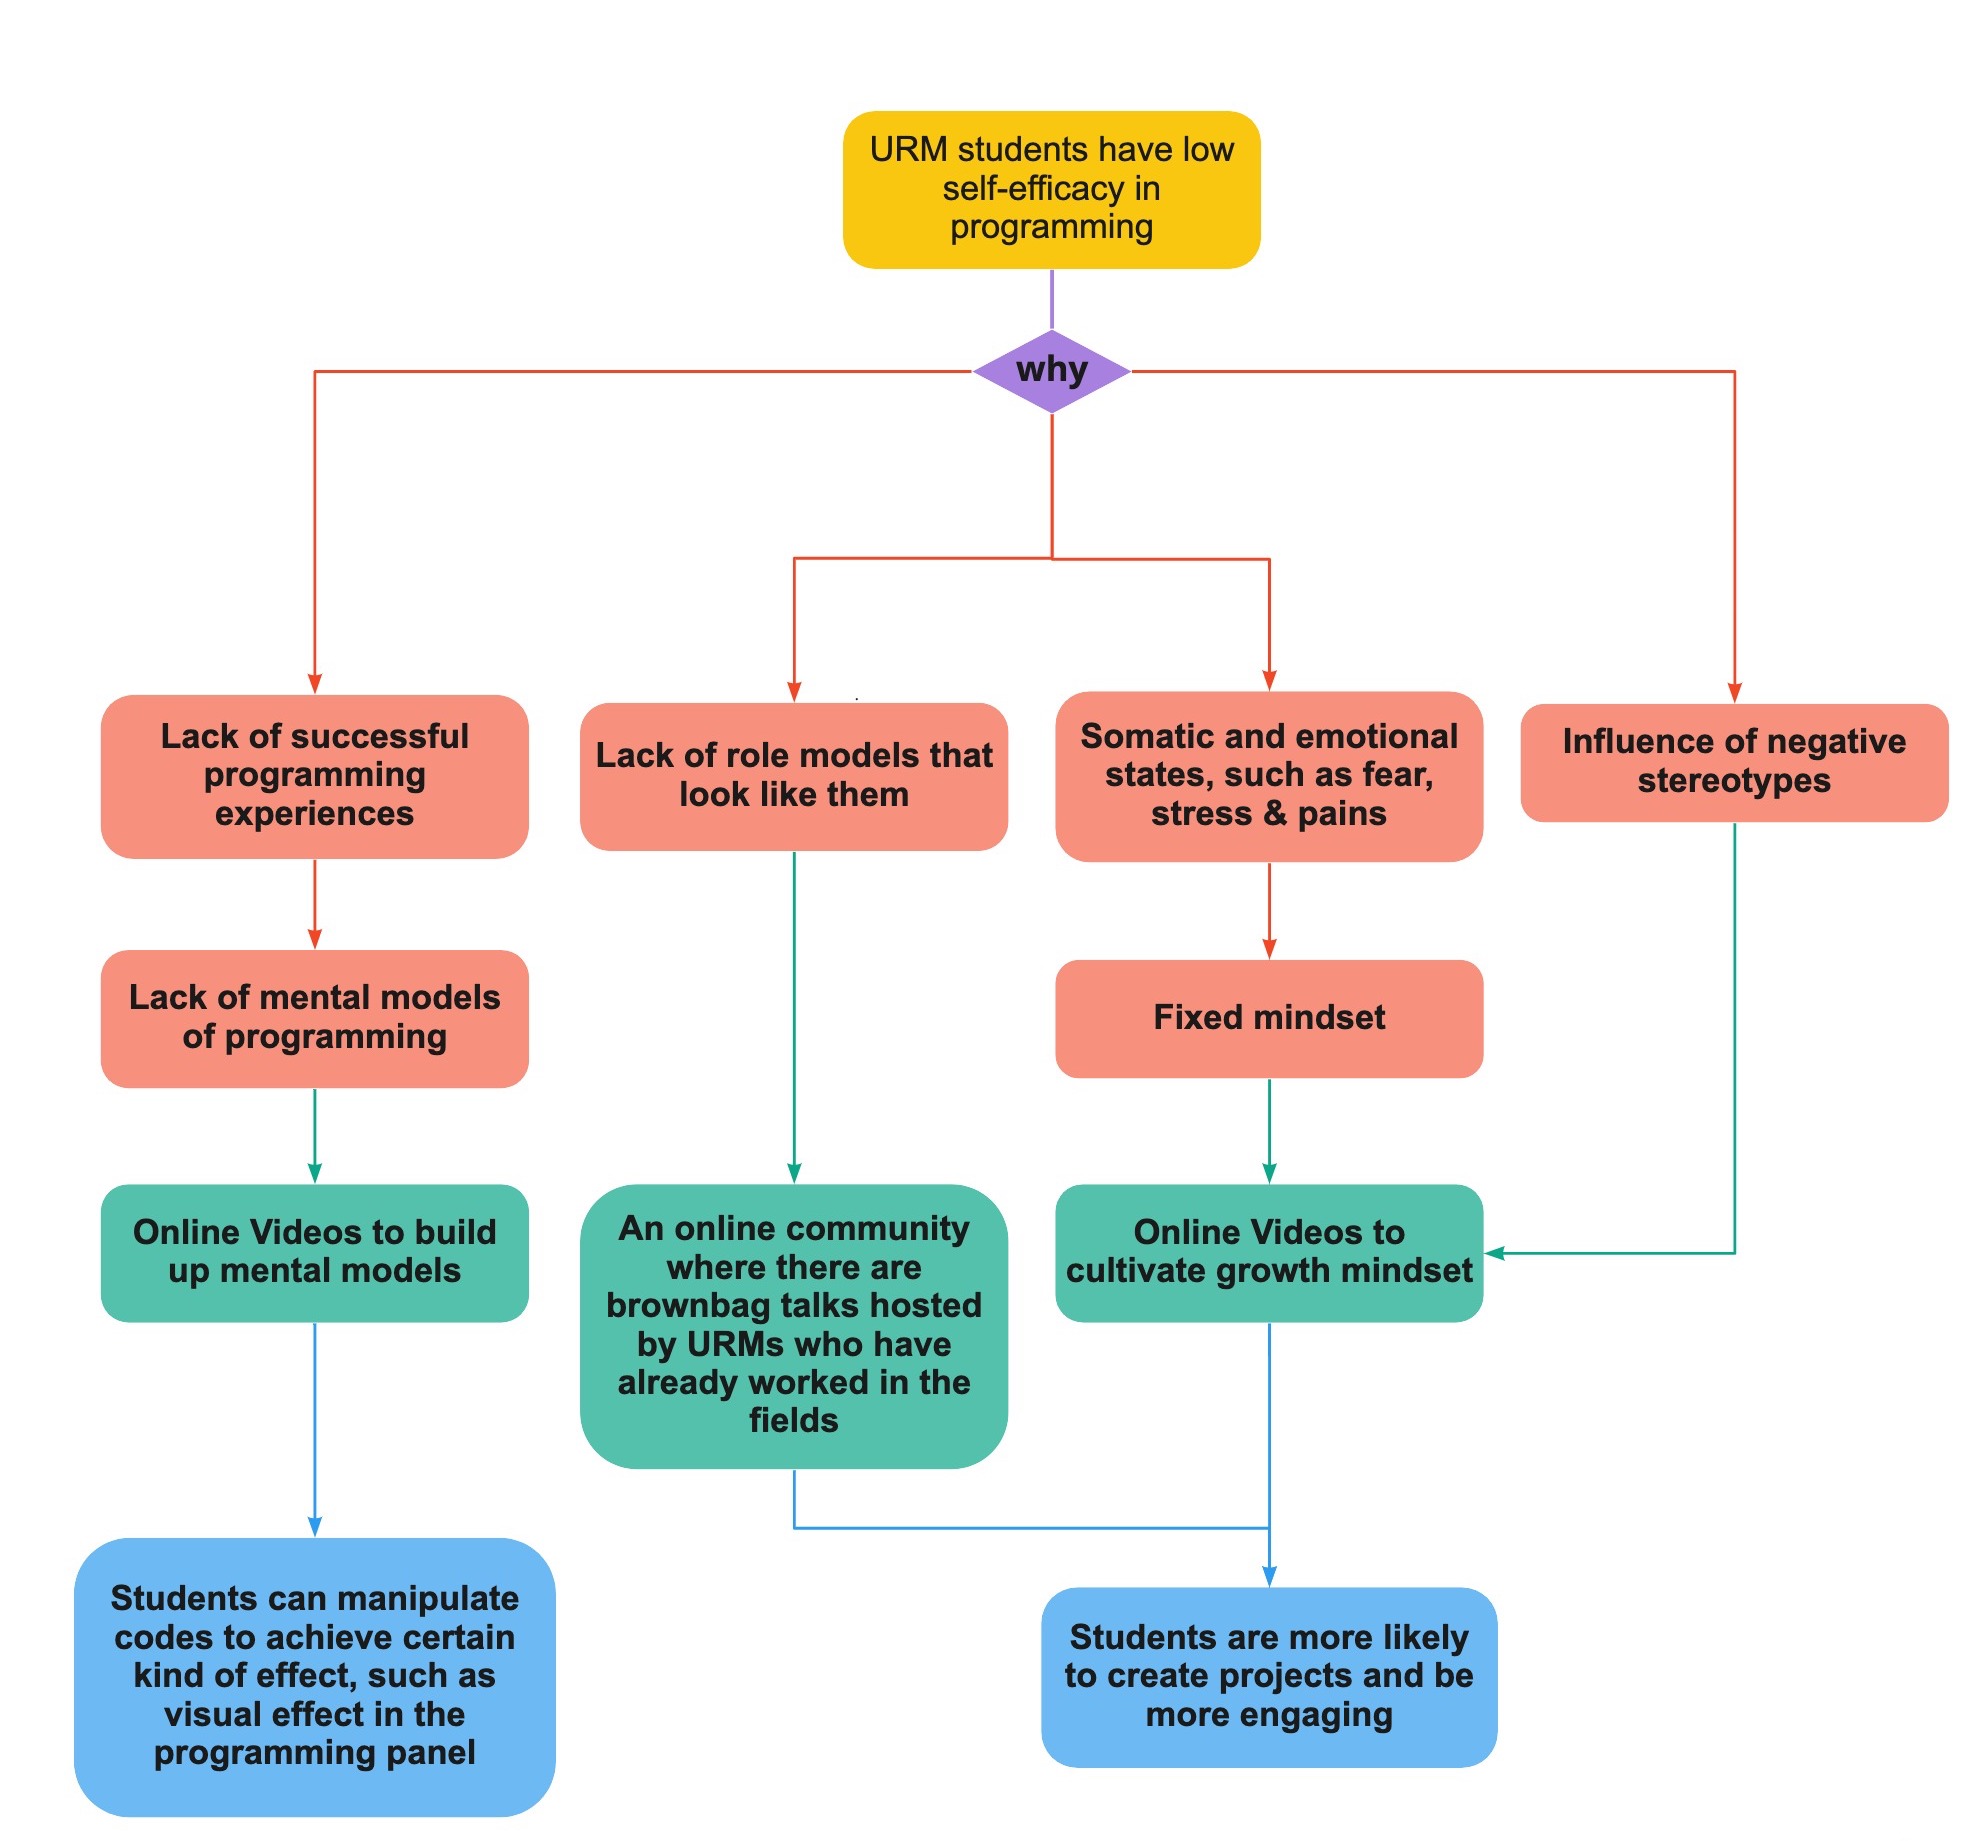 URM students have low
self-efficacy in
programming
why
Lack of successful
programming
experiences
Lack of role models that
look like them
Somatic and emotional
states, such as fear,
stress & pains
Influence of negative
stereotypes
Lack of mental models
of programming
Fixed mindset
Online Videos to build
up mental models
An online community
where there are
brownbag talks hosted
by URMs who have
already worked in the
fields
Online Videos to
cultivate growth mindset
Students can manipulate
codes to achieve certain
kind of effect, such as
visual effect in the
programming panel
Students are more likely
to create projects and be
more engaging